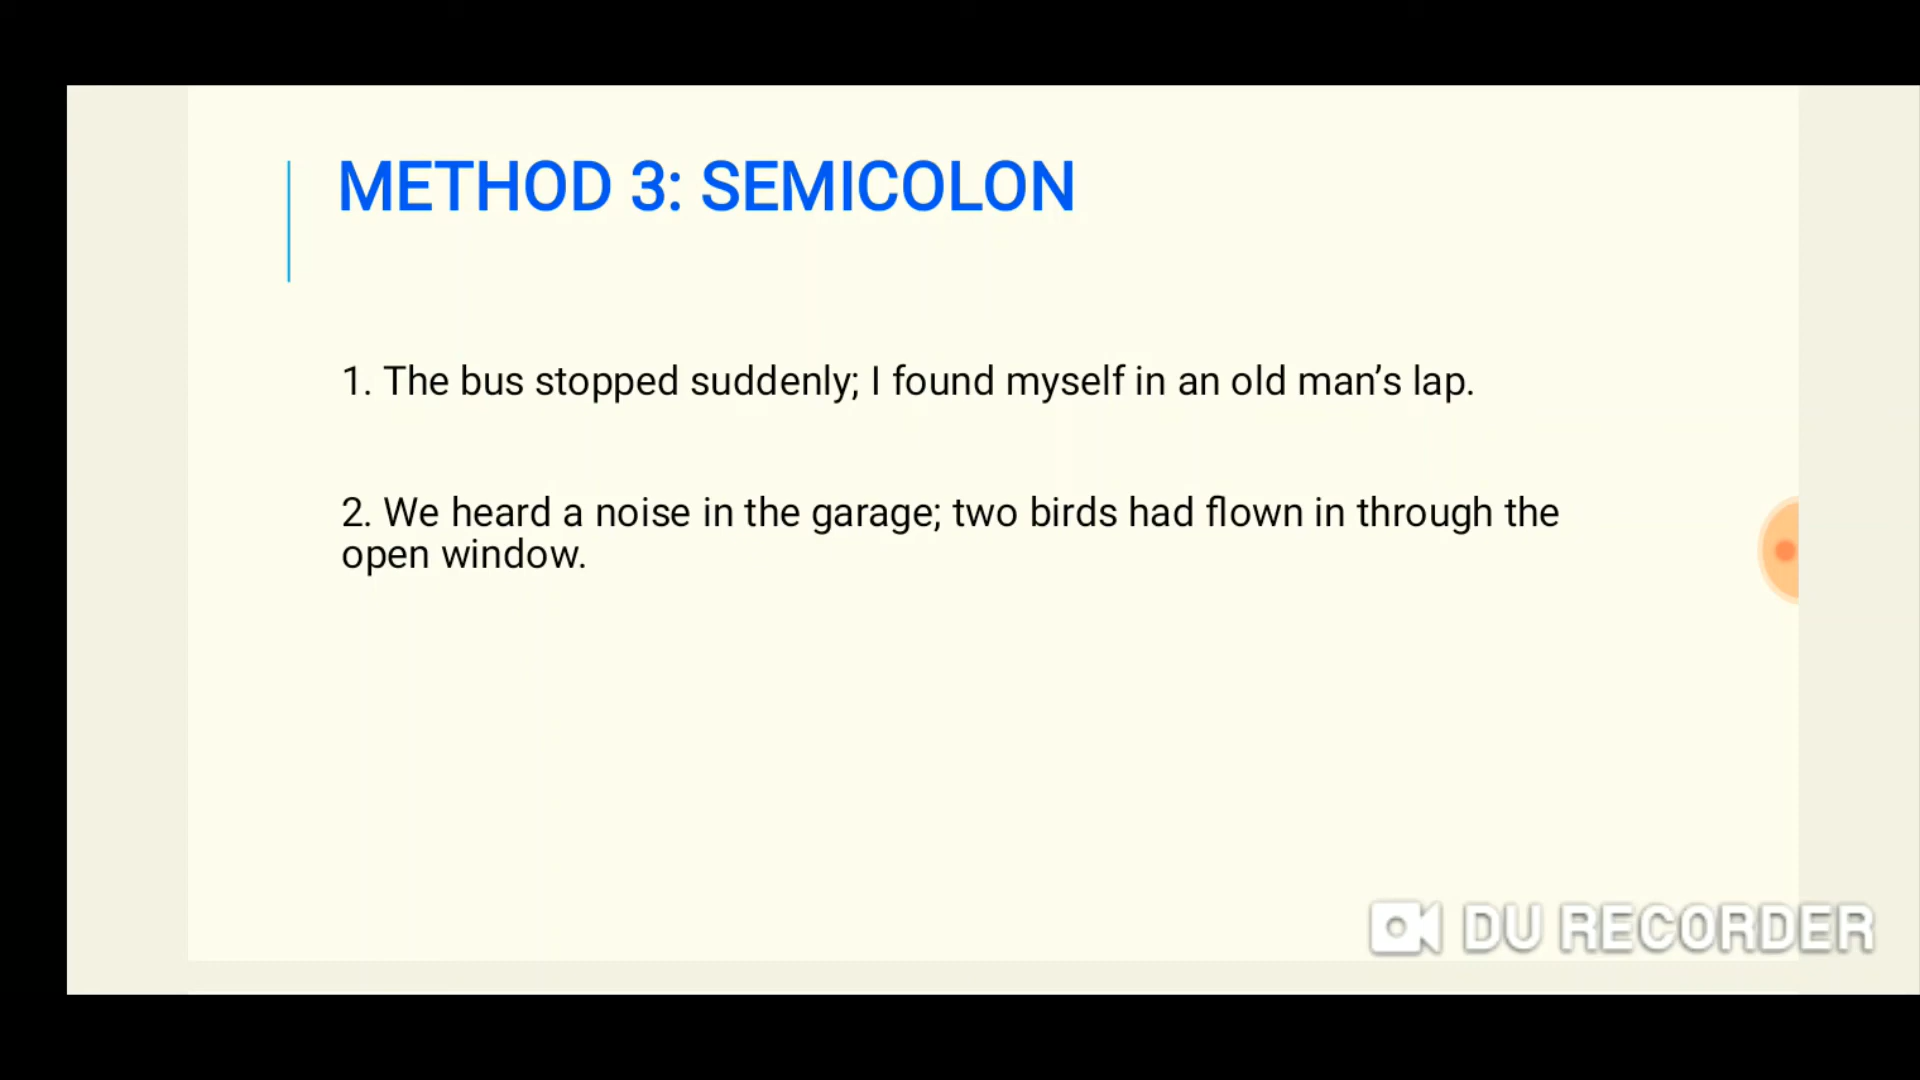 METHOD 3: SEMICOLON
1. The bus stopped suddenly; I found myself in an old man’s lap.
2. We heard a noise in the garage; two birds had flown in through the
open window.
DU RECORDER